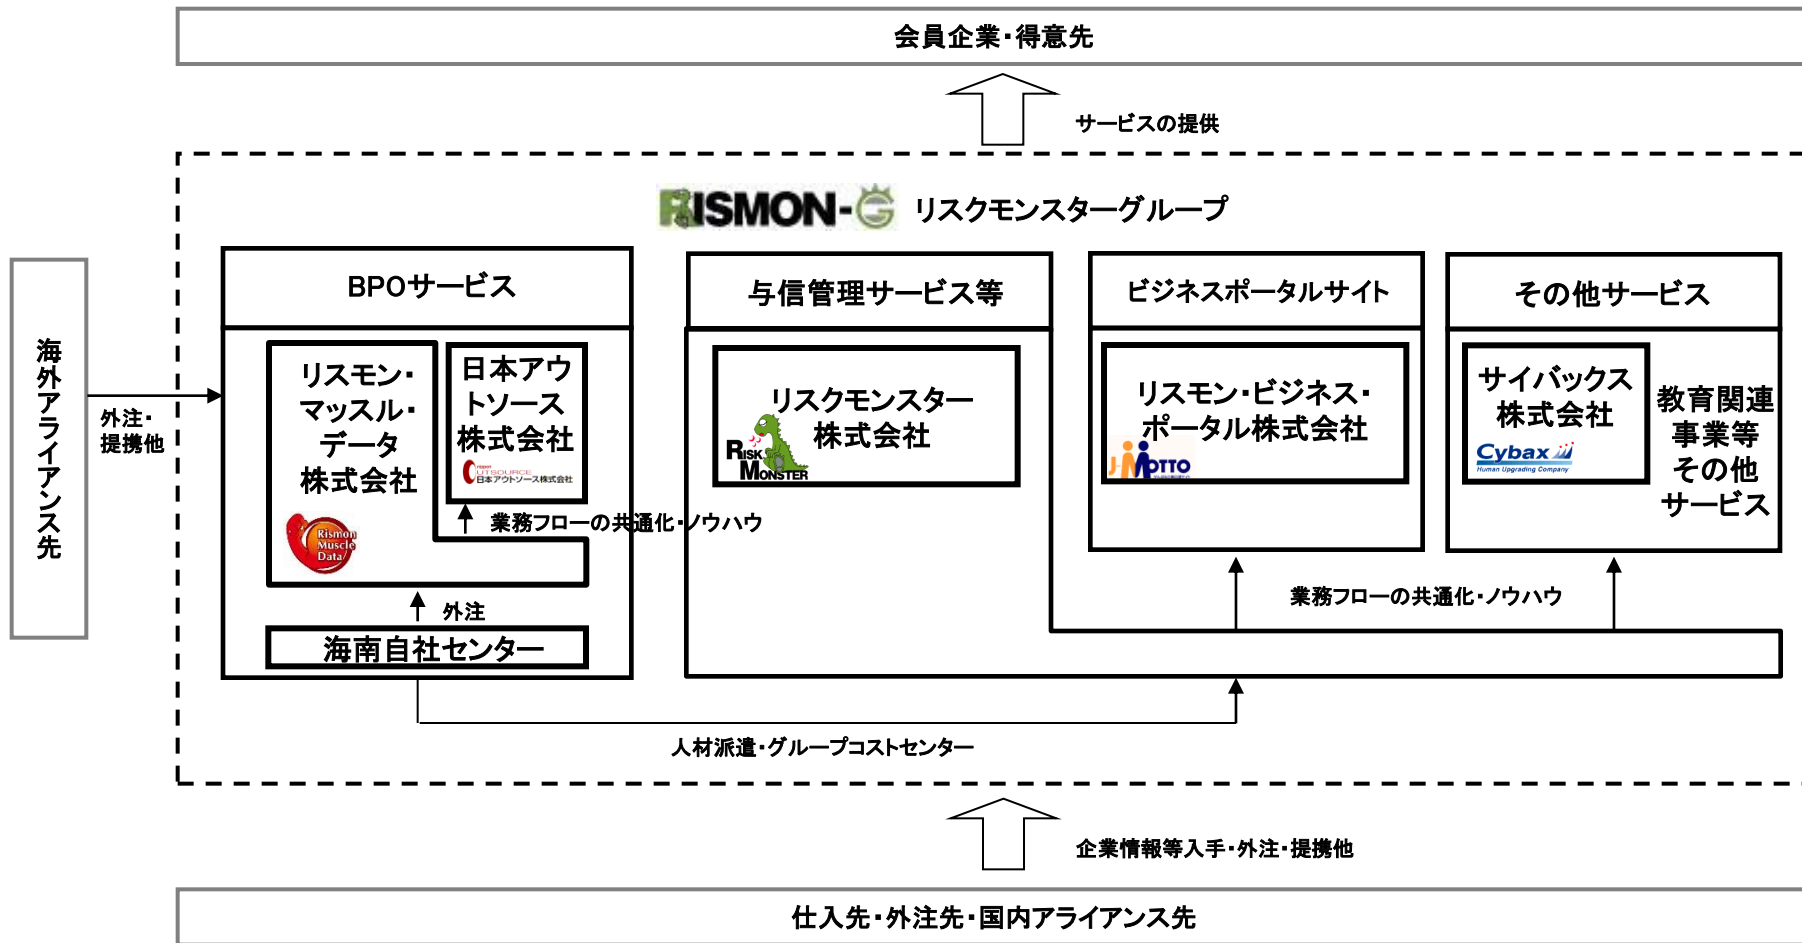 会員企業・得意先
サービスの提供
RISMON-G リスクモンスターグループ
海外アライアンス先
外注・
提携他
BPOサービス
リスモン・
マッスル・
データ
株式会社
Rismon
Muscle
Data
日本アウ
トソース
株式会社
nippon
UTSOURCE
日本アウトソース株式会社
業務フローの共通化・ノウハウ
外注
海南自社センター
与信管理サービス等
リスクモンスター
株式会社
RISK
MONSTER
ビジネスポータルサイト
リスモン・ビジネス・
ポータル株式会社
J-MOTTO
その他サービス
サイバックス
株式会社
Cybax
Human Upgrading Company
教育関連
事業等
その他
サービス
業務フローの共通化・ノウハウ
人材派遣・グループコストセンター
企業情報等入手・外注・提携他
仕入先・外注先・国内アライアンス先